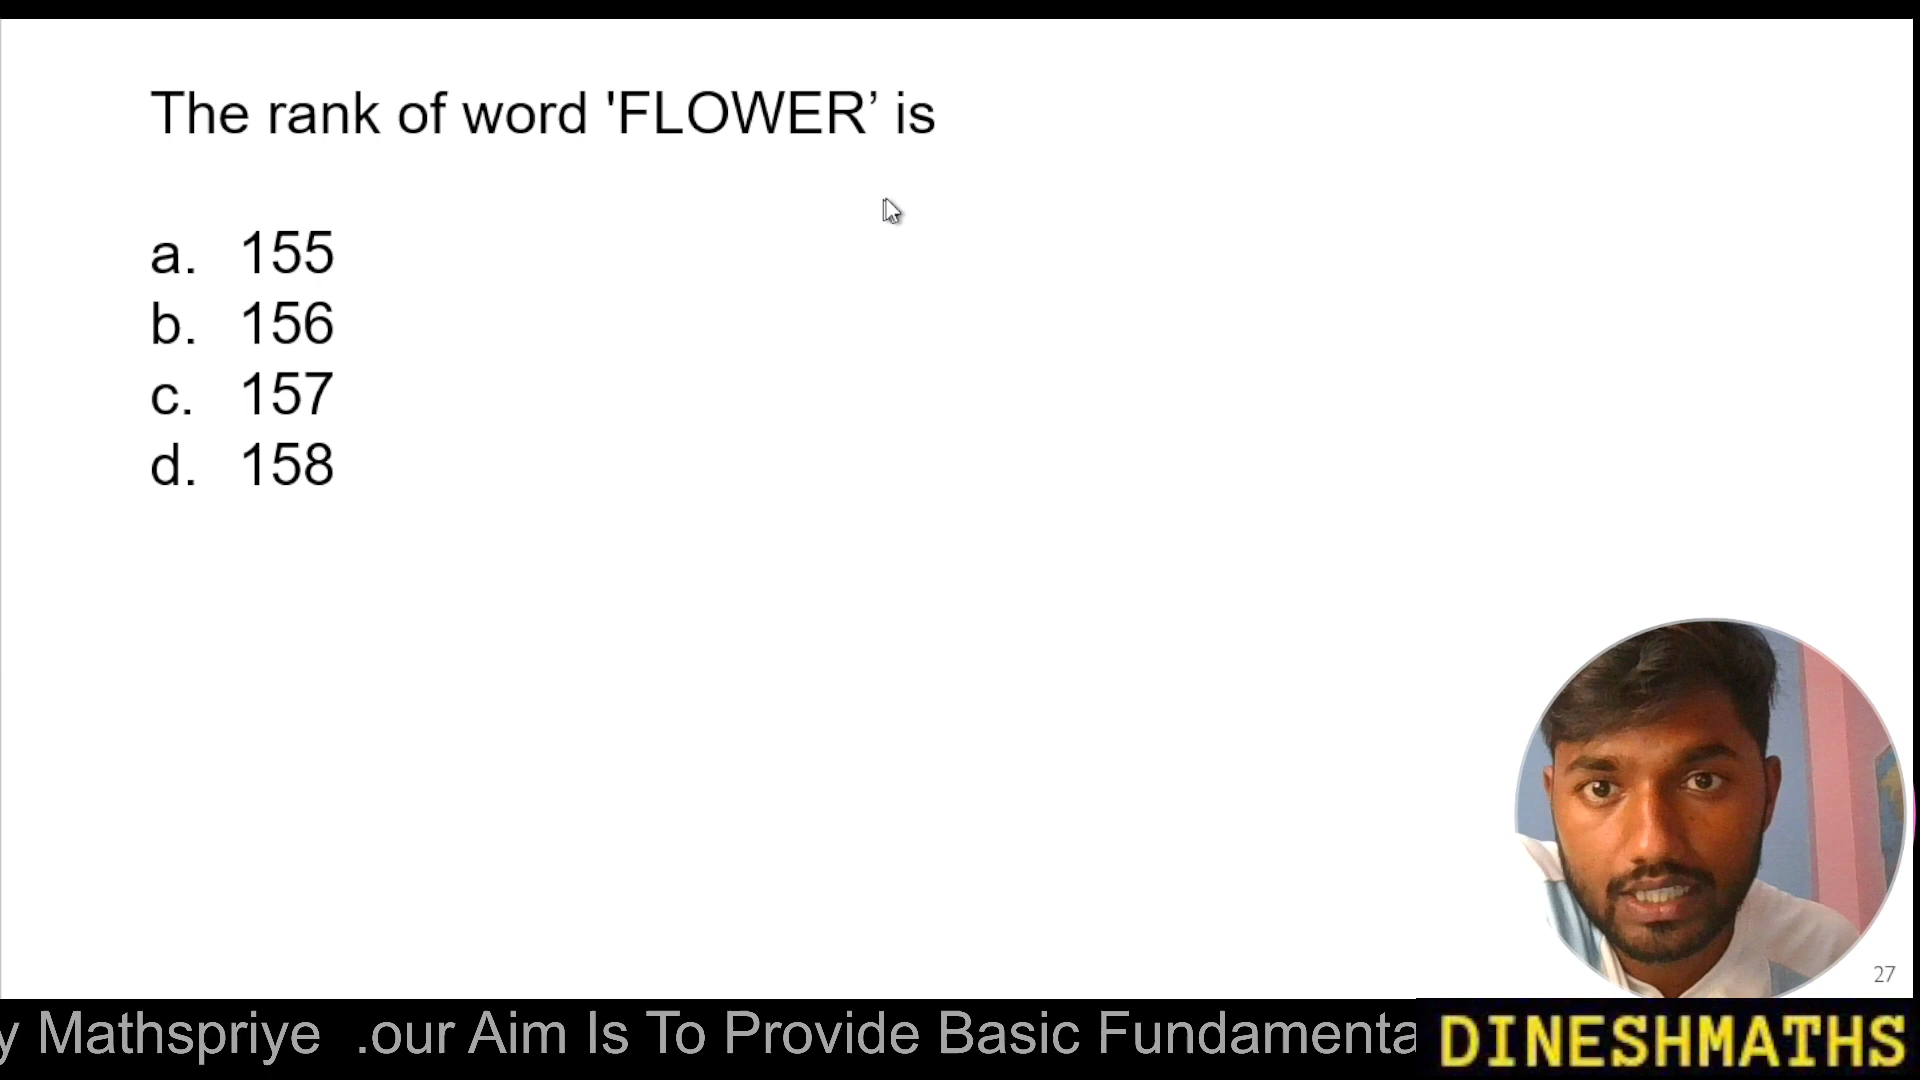 The rank of word 'FLOWER’ is
a. 155
b. 156
c. 157
d. 158
27
y Mathspriye .our Aim Is To Provide Basic Fundamenta
DINESHMATHS